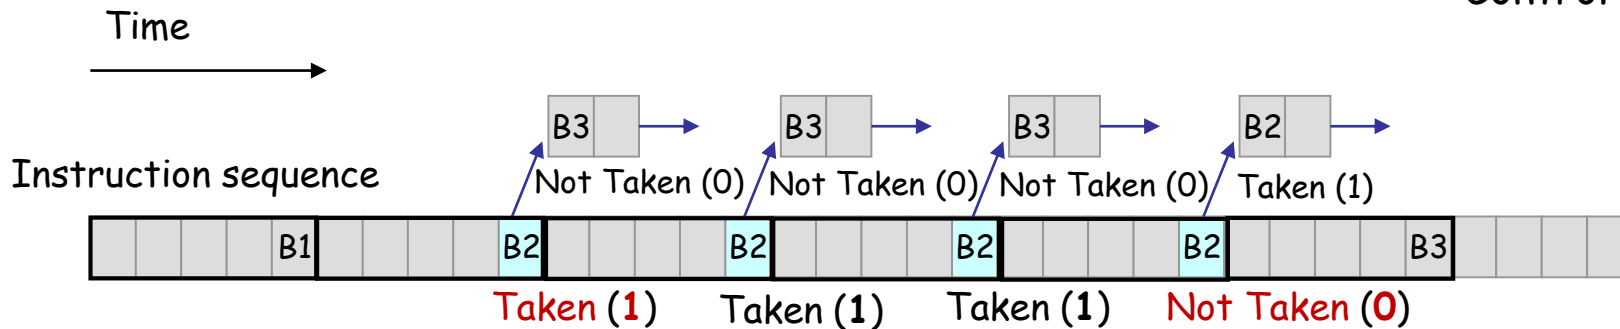 Time
B3 B3 B3 B2
Instruction sequence
Not Taken (0) Not Taken (0) Not Taken (0) Taken (1)
B1 B2 B2 B2 B2 B3
Taken (1) Taken (1) Taken (1) Not Taken (0)